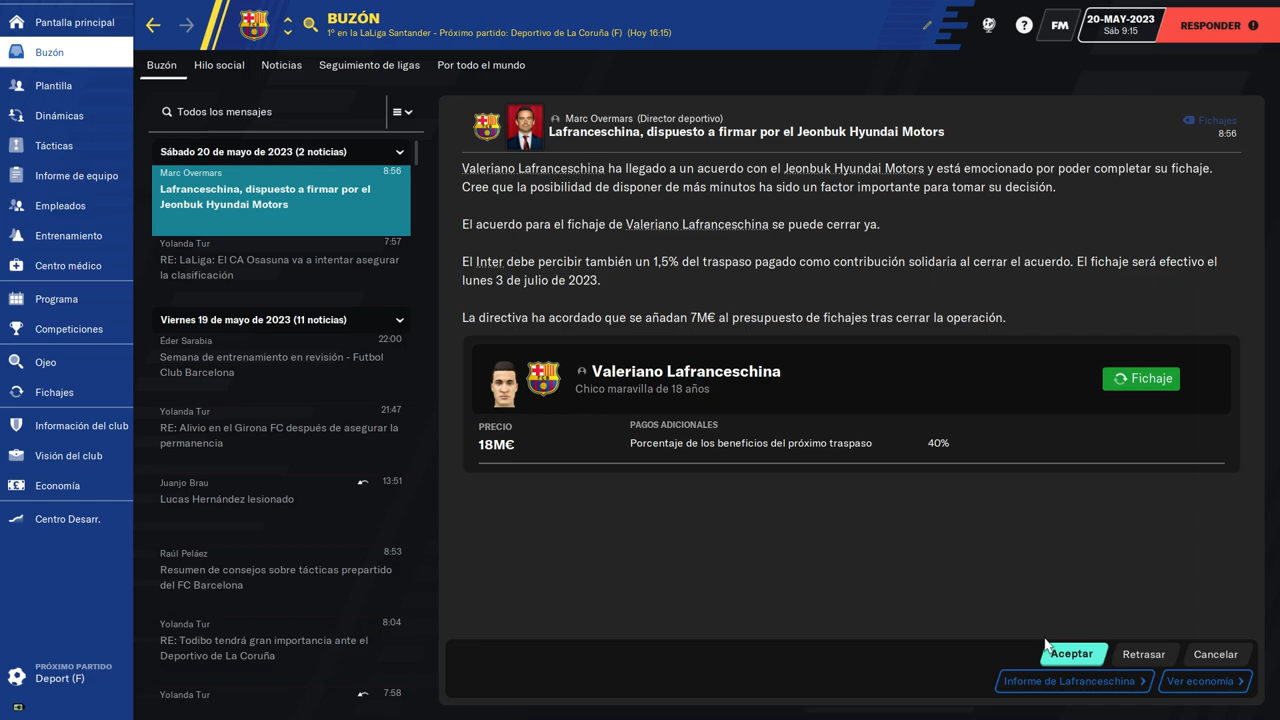 Pantalla principal
Buzón
Plantilla
Dinámicas
Tácticas
Informe de equipo
Empleados
Entrenamiento
Centro médico
Programa
Competiciones
Ojeo
Fichajes
Información del club
Visión del club
Economía
Centro Desarr.
PRÓXIMO PARTIDO
Deport (F)
BUZÓN
1º en la LaLiga Santander - Próximo partido: Deportivo de La Coruña (F) (Hoy 16:15)
FM
20-MAY-2023
Sáb 9:15
RESPONDER
Buzón
Hilo social
Noticias
Seguimiento de ligas
Por todo el mundo
Todos los mensajes
Sábado 20 de mayo de 2023 (2 noticias)
Marc Overmars 8:56
Lafranceschina, dispuesto a firmar por el
Jeonbuk Hyundai Motors
Yolanda Tur 7:57
RE: LaLiga: El CA Osasuna va a intentar asegurar
la clasificación
Viernes 19 de mayo de 2023 (11 noticias)
Éder Sarabia 22:00
Semana de entrenamiento en revisión - Futbol
Club Barcelona
Yolanda Tur 21:47
RE: Alivio en el Girona FC después de asegurar la
permanencia
Juanjo Brau 13:51
Lucas Hernández lesionado
Raúl Peláez 8:53
Resumen de consejos sobre tácticas prepartido
del FC Barcelona
Yolanda Tur 8:04
RE: Todibo tendrá gran importancia ante el
Deportivo de La Coruña
Yolanda Tur 7:58
Marc Overmars (Director deportivo)
Lafranceschina, dispuesto a firmar por el Jeonbuk Hyundai Motors
Fichajes
8:56
Valeriano Lafranceschina ha llegado a un acuerdo con el Jeonbuk Hyundai Motors y está emocionado por poder completar su fichaje.
Cree que la posibilidad de disponer de más minutos ha sido un factor importante para tomar su decisión.
El acuerdo para el fichaje de Valeriano Lafranceschina se puede cerrar ya.
El Inter debe percibir también un 1,5% del traspaso pagado como contribución solidaria al cerrar el acuerdo. El fichaje será efectivo el
lunes 3 de julio de 2023.
La directiva ha acordado que se añadan 7M€ al presupuesto de fichajes tras cerrar la operación.
Valeriano Lafranceschina
Chico maravilla de 18 años
Fichaje
PRECIO
18M€
PAGOS ADICIONALES
Porcentaje de los beneficios del próximo traspaso 40%
Aceptar
Retrasar
Cancelar
Informe de Lafranceschina
Ver economía